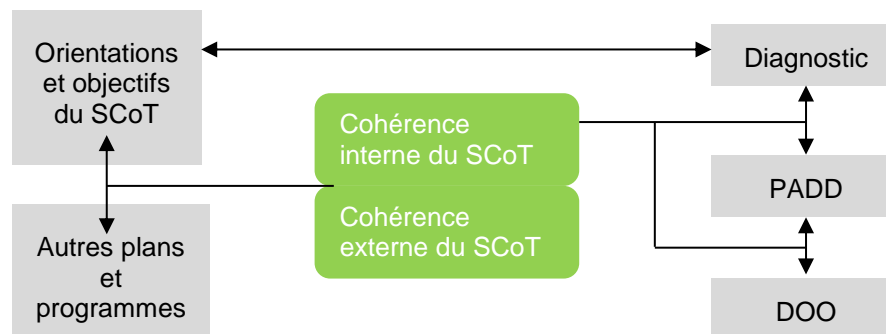 Orientations
et objectifs
du SCoT
Diagnostic
Cohérence
interne du SCoT
PADD
Cohérence
externe du SCoT
Autres plans
et
programmes
DOO